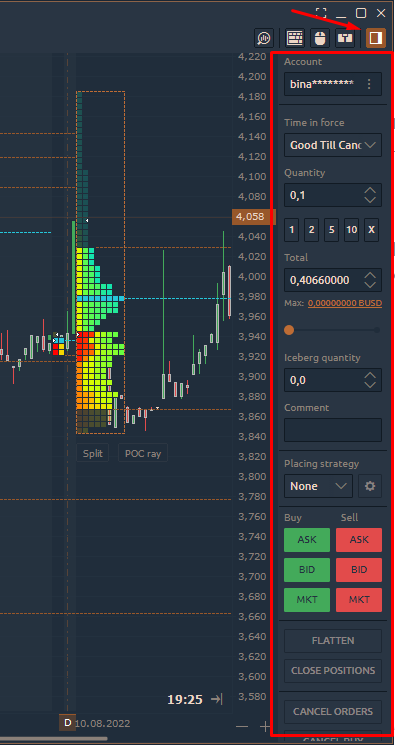 4,220
4,200
4,180
4,160
4,140
4,120
4,100
4,080
4,058
4,040
4,020
4,000
3,980
3,960
3,940
3,920
3,900
3,880
3,860
3,840
3,820
3,800
3,780
3,760
3,740
3,720
3,700
3,680
3,660
3,640
3,620
3,600
3,580
Split POC ray
19:25
D 10.08.2022
Account
bina********
Time in force
Good Till Canc
Quantity
0,1
1 2 5 10 X
Total
0,40660000
Max: 0,00000000 BUSD
Iceberg quantity
0,0
Comment
Placing strategy
None
Buy Sell
ASK ASK
BID BID
MKT MKT
FLATTEN
CLOSE POSITIONS
CANCEL ORDERS
CANCEL BUY